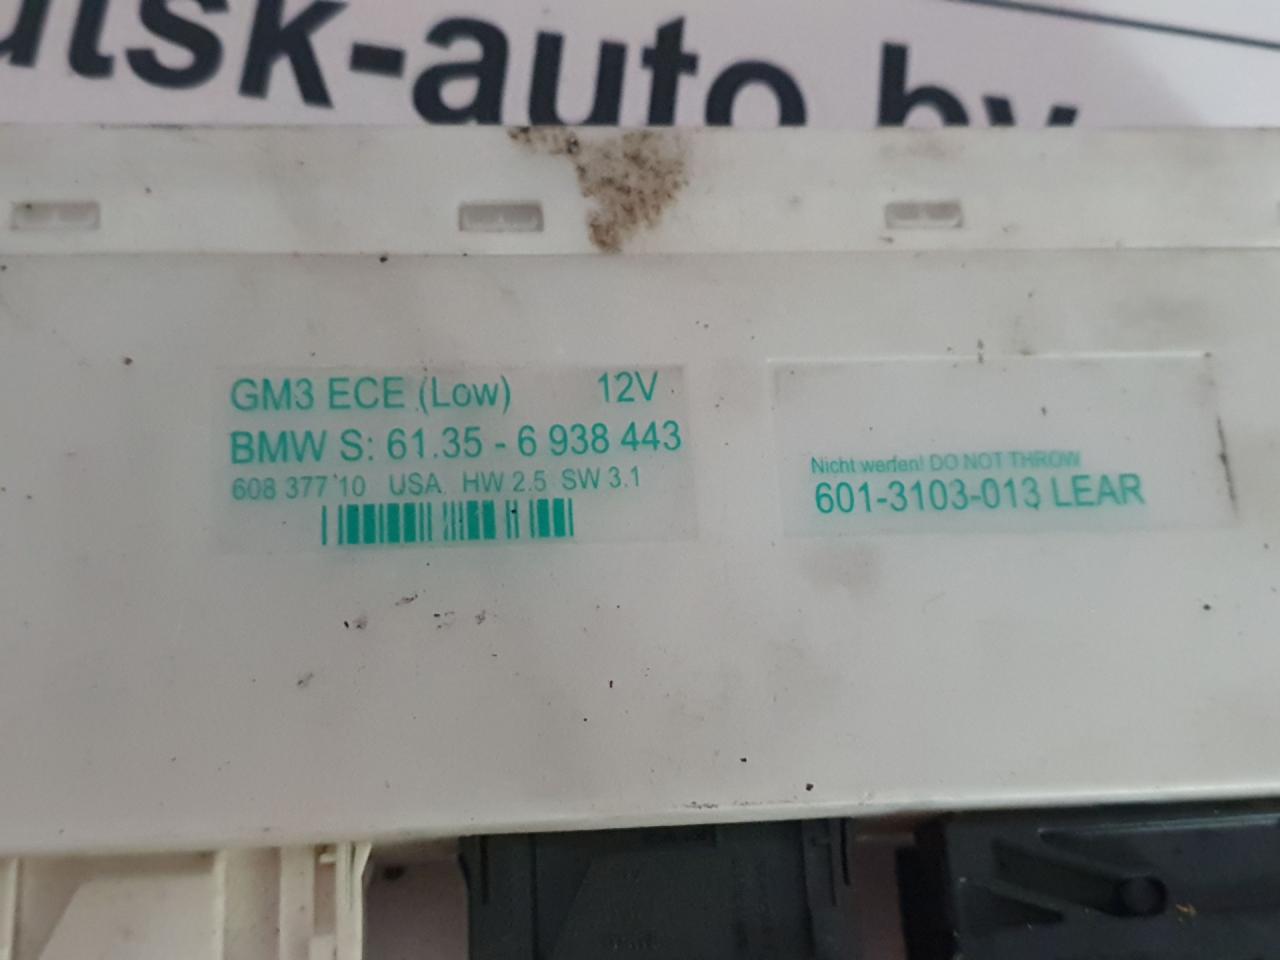 utsk-auto.by
GM3 ECE (Low) 12V
BMW S: 61.35 - 6 938 443
608 377 10 USA HW 2.5 SW 3.1
Nicht werfen! DO NOT THROW
601-3103-013 LEAR